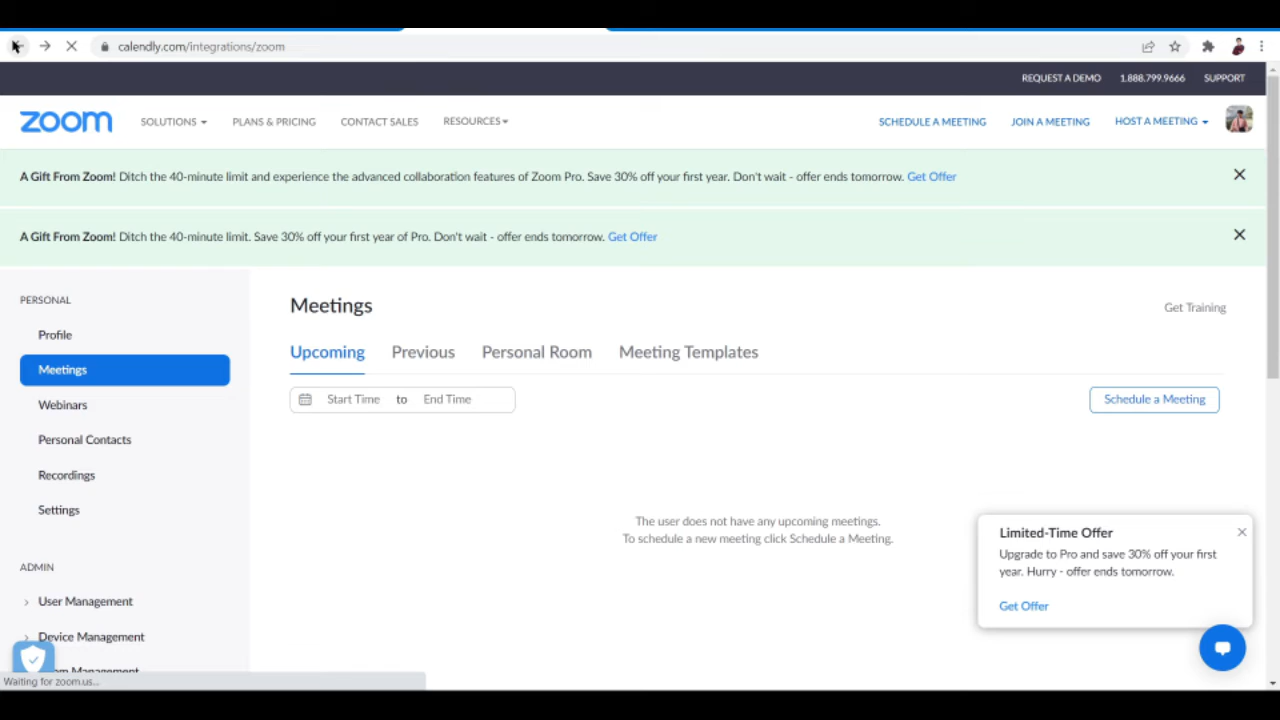 calendly.com/integrations/zoom
REQUEST A DEMO 1.888.799.9666 SUPPORT
zoom SOLUTIONS PLANS & PRICING CONTACT SALES RESOURCES SCHEDULE A MEETING JOIN A MEETING HOST A MEETING
A Gift From Zoom! Ditch the 40-minute limit and experience the advanced collaboration features of Zoom Pro. Save 30% off your first year. Don't wait - offer ends tomorrow. Get Offer
A Gift From Zoom! Ditch the 40-minute limit. Save 30% off your first year of Pro. Don't wait - offer ends tomorrow. Get Offer
PERSONAL
Profile
Meetings
Webinars
Personal Contacts
Recordings
Settings
ADMIN
User Management
Device Management
Management
Meetings
Get Training
Upcoming Previous Personal Room Meeting Templates
Start Time to End Time
Schedule a Meeting
The user does not have any upcoming meetings.
To schedule a new meeting click Schedule a Meeting.
Limited-Time Offer
Upgrade to Pro and save 30% off your first
year. Hurry - offer ends tomorrow.
Get Offer
Waiting for zoom.us...